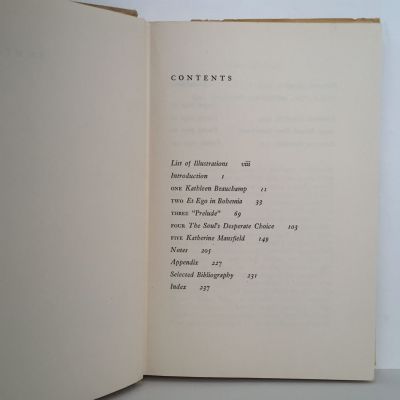 CONTENTS
List of Illustrations viii
Introduction 1
ONE Kathleen Beauchamp 11
TWO Et Ego in Bohemia 33
THREE "Prelude" 69
FOUR The Soul's Desperate Choice 103
FIVE Katherine Mansfield 149
Notes 205
Appendix 227
Selected Bibliography 231
Index 237